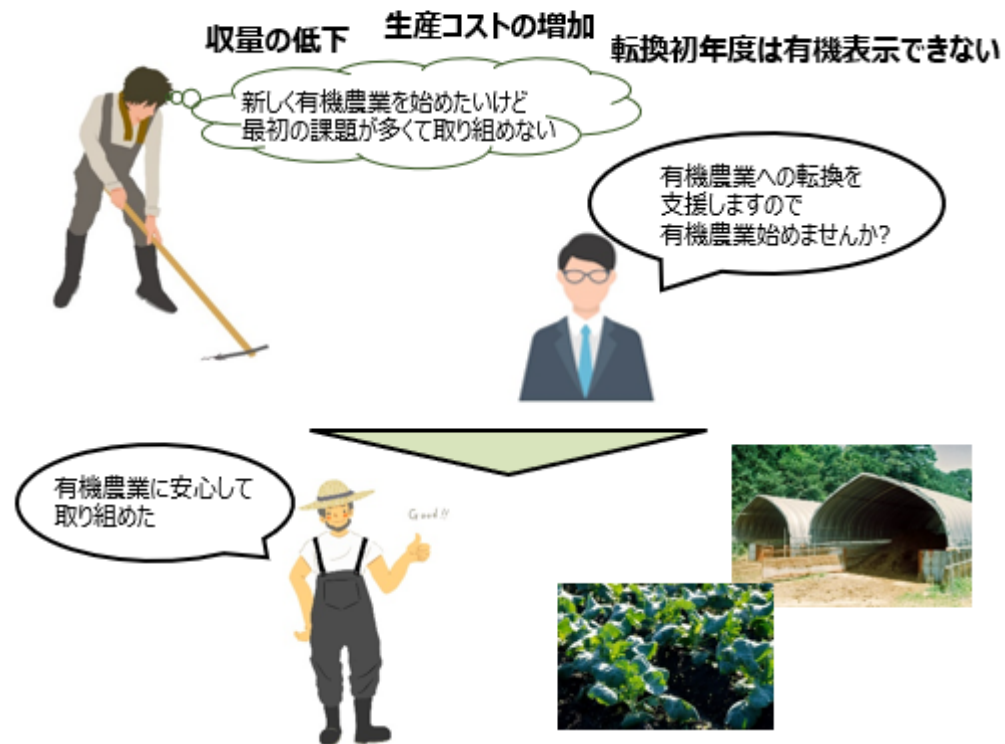 収量の低下
生産コストの増加
転換初年度は有機表示できない
新しく有機農業を始めたいけど
最初の課題が多くて取り組めない
有機農業への転換を
支援しますので
有機農業始めませんか?
有機農業に安心して
取り組めた
Good!!